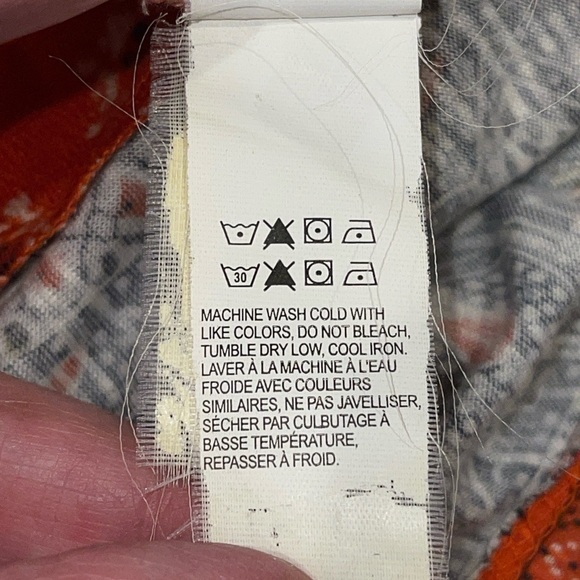 30
MACHINE WASH COLD WITH
LIKE COLORS, DO NOT BLEACH,
TUMBLE DRY LOW, COOL IRON.
LAVER À LA MACHINE À L'EAU
FROIDE AVEC COULEURS
SIMILAIRES, NE PAS JAVELLISER,
SÉCHER PAR CULBUTAGE À
BASSE TEMPÉRATURE,
REPASSER À FROID.